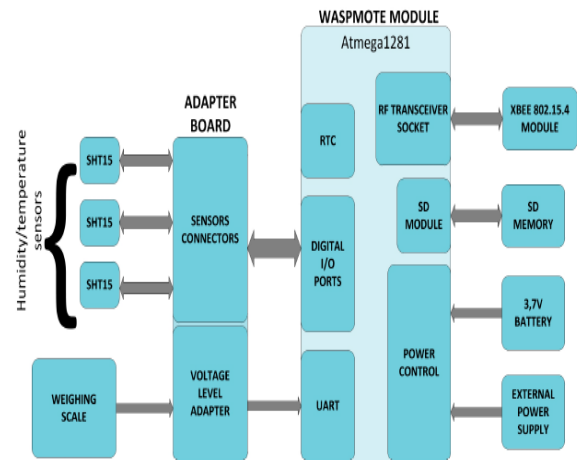 WASPMOTE MODULE
Atmega1281
ADAPTER
BOARD
Humidity/temperature
sensors
SHT15
SHT15
SHT15
SENSORS
CONNECTORS
RTC
DIGITAL
I/O
PORTS
RF TRANSCEIVER
SOCKET
XBEE 802.15.4
MODULE
SD
MODULE
SD
MEMORY
3,7V
BATTERY
POWER
CONTROL
EXTERNAL
POWER
SUPPLY
WEIGHING
SCALE
VOLTAGE
LEVEL
ADAPTER
UART